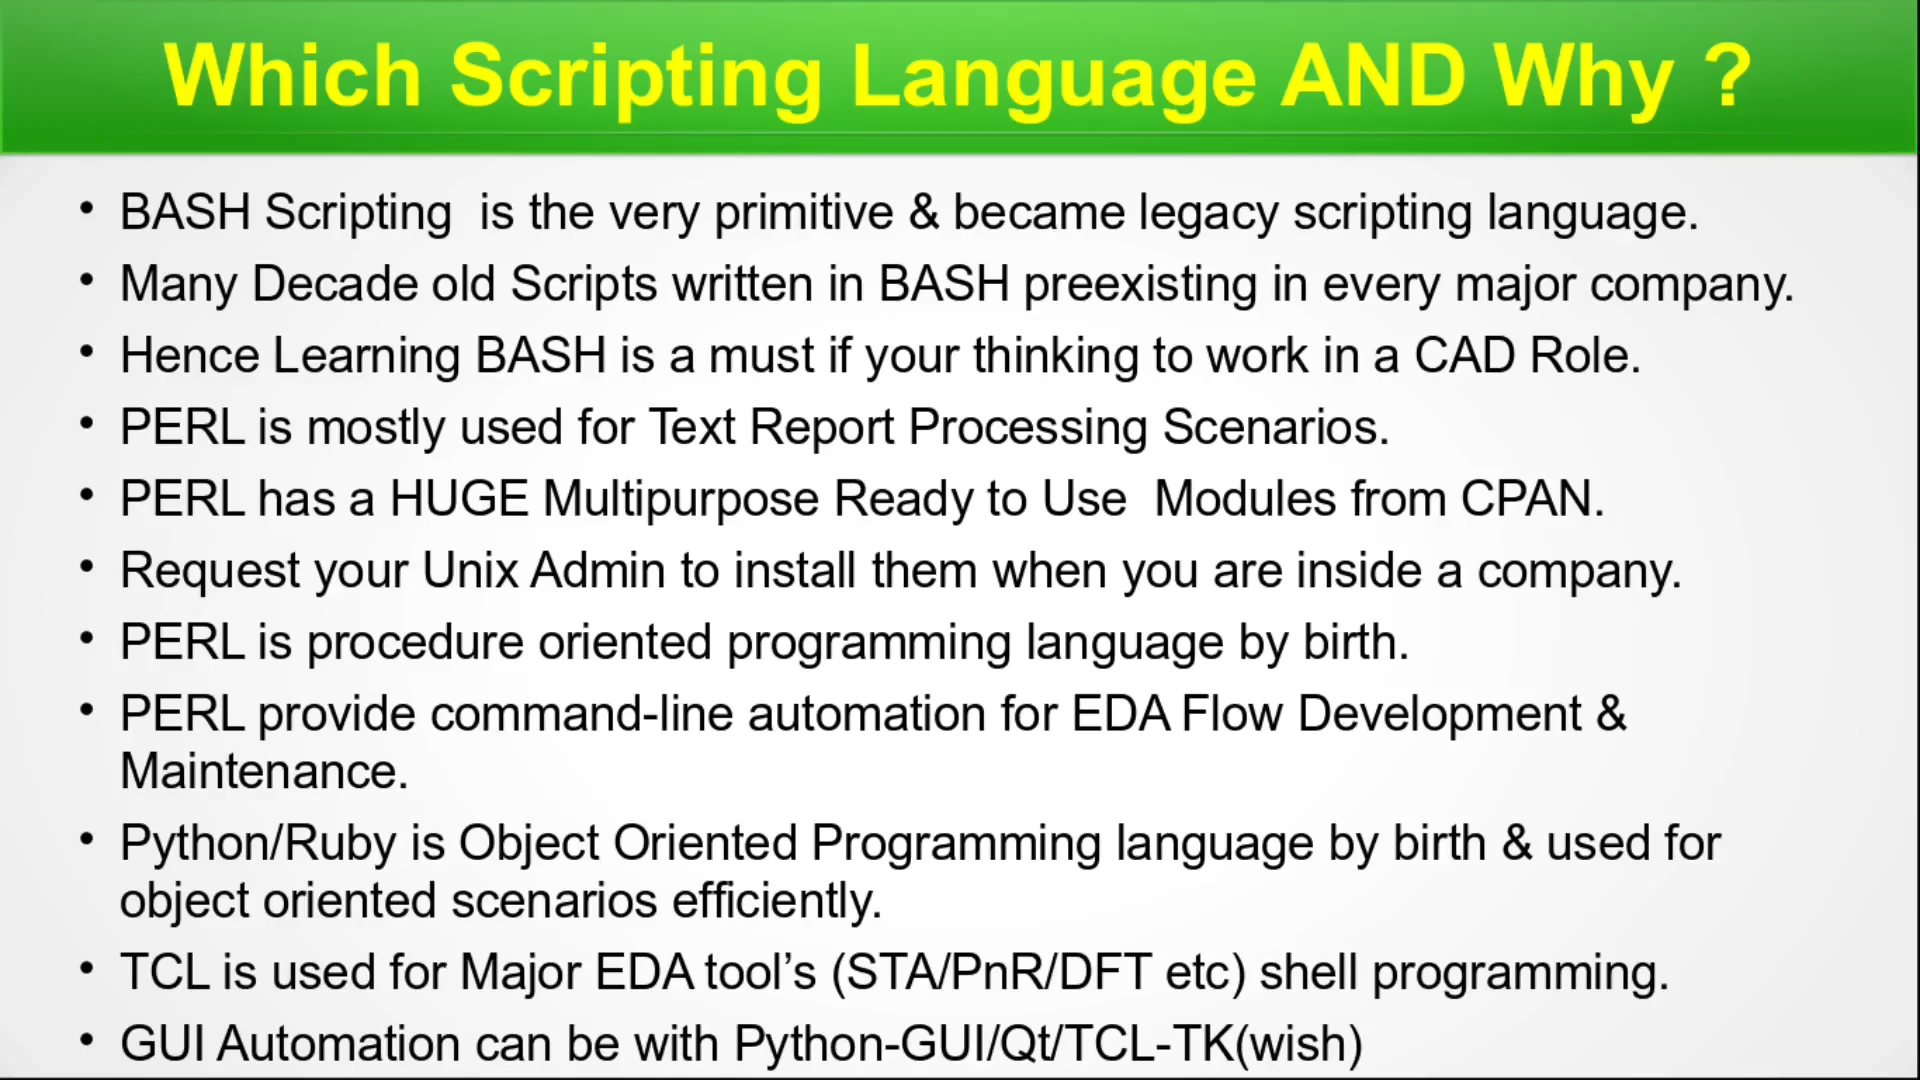 Which Scripting Language AND Why ?
• BASH Scripting  is the very primitive & became legacy scripting language.
• Many Decade old Scripts written in BASH preexisting in every major company.
• Hence Learning BASH is a must if your thinking to work in a CAD Role.
• PERL is mostly used for Text Report Processing Scenarios.
• PERL has a HUGE Multipurpose Ready to Use  Modules from CPAN.
• Request your Unix Admin to install them when you are inside a company.
• PERL is procedure oriented programming language by birth.
• PERL provide command-line automation for EDA Flow Development &
Maintenance.
• Python/Ruby is Object Oriented Programming language by birth & used for
object oriented scenarios efficiently.
• TCL is used for Major EDA tool’s (STA/PnR/DFT etc) shell programming.
• GUI Automation can be with Python-GUI/Qt/TCL-TK(wish)